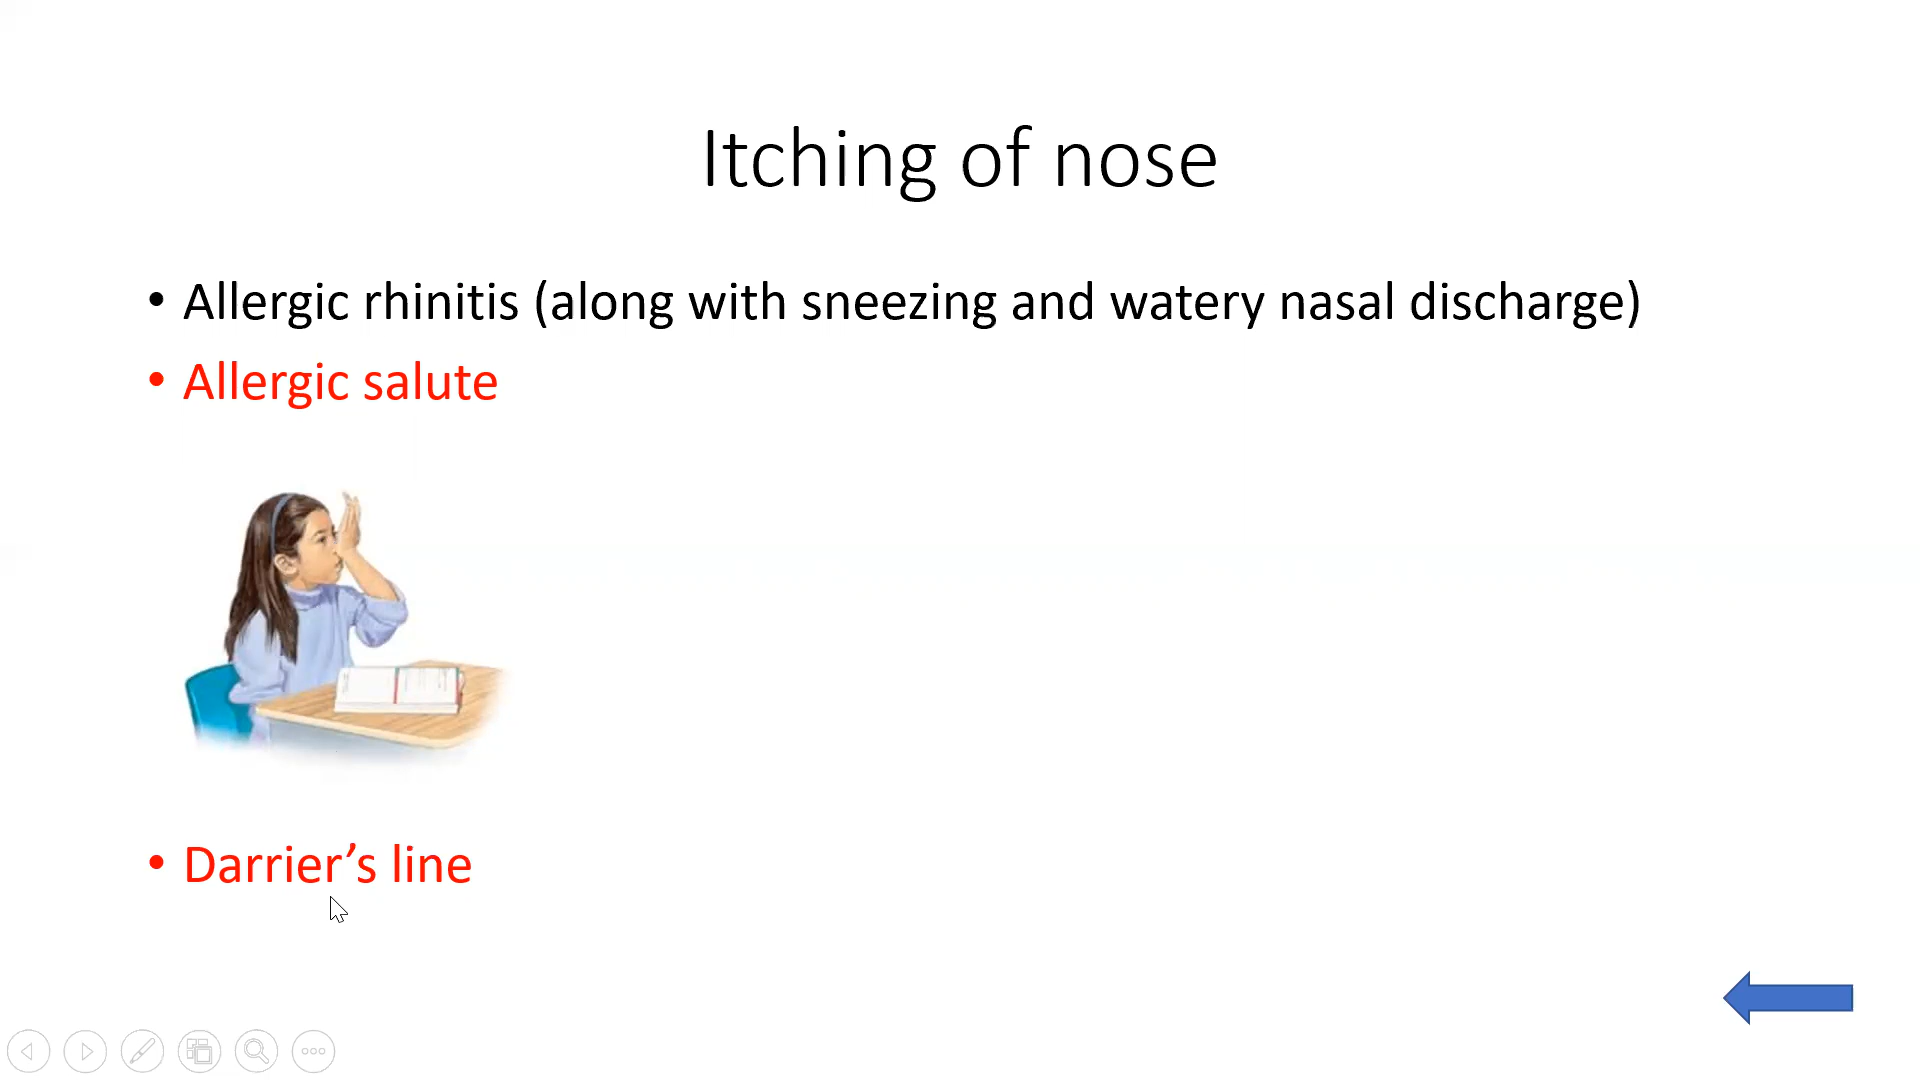 Itching of nose
• Allergic rhinitis (along with sneezing and watery nasal discharge)
• Allergic salute
• Darrier’s line